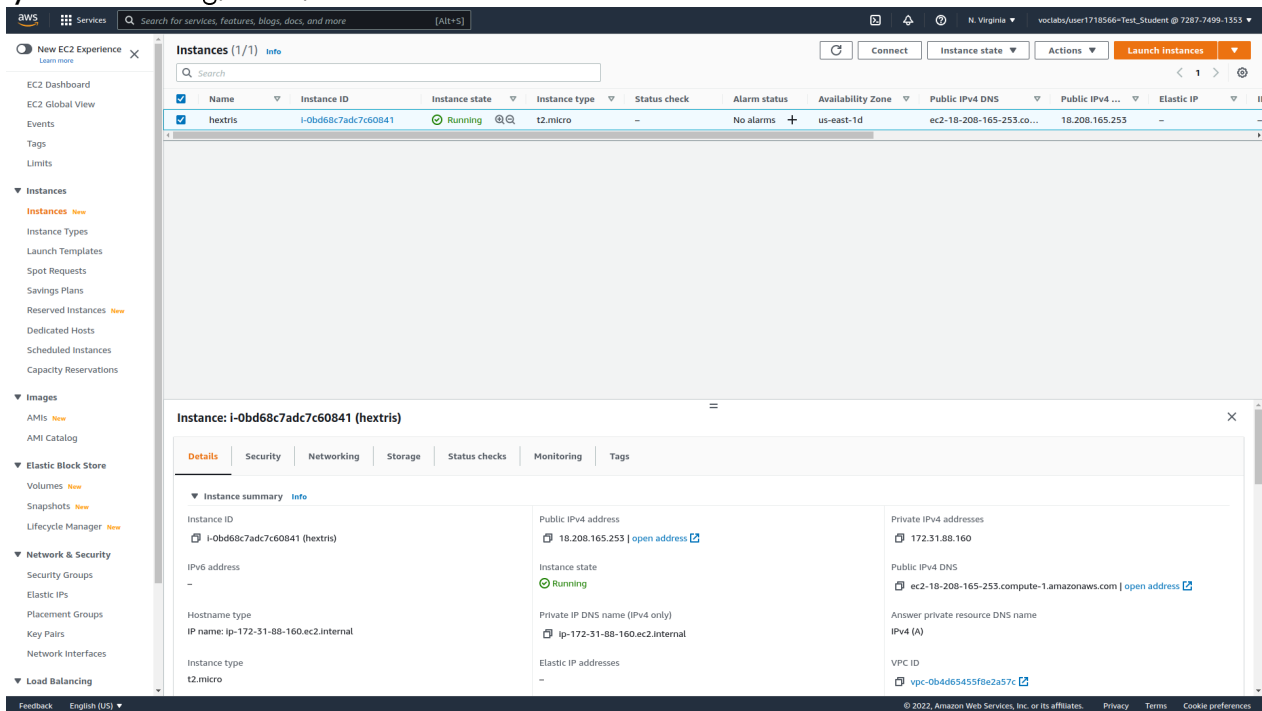 aws Services Search for services, features, blogs, docs, and more [Alt+S] N. Virginia ▼ voclabs/user1718566=Test_Student @ 7287-7499-1353 ▼
New EC2 Experience
Learn more
EC2 Dashboard
EC2 Global View
Events
Tags
Limits
▼ Instances
Instances New
Instance Types
Launch Templates
Spot Requests
Savings Plans
Reserved Instances New
Dedicated Hosts
Scheduled Instances
Capacity Reservations
▼ Images
AMIs New
AMI Catalog
▼ Elastic Block Store
Volumes New
Snapshots New
Lifecycle Manager New
▼ Network & Security
Security Groups
Elastic IPs
Placement Groups
Key Pairs
Network Interfaces
▼ Load Balancing
Instances (1/1) Info Connect Instance state ▼ Actions ▼ Launch instances ▼
Search < 1 >
Name Instance ID Instance state Instance type Status check Alarm status Availability Zone Public IPv4 DNS Public IPv4 ... Elastic IP
hextris i-0bd68c7adc7c60841 Running t2.micro – No alarms + us-east-1d ec2-18-208-165-253.co... 18.208.165.253 – –
Instance: i-0bd68c7adc7c60841 (hextris)
Details Security Networking Storage Status checks Monitoring Tags
▼ Instance summary Info
Instance ID Public IPv4 address Private IPv4 addresses
i-0bd68c7adc7c60841 (hextris) 18.208.165.253 | open address 172.31.88.160
IPv6 address Instance state Public IPv4 DNS
– Running ec2-18-208-165-253.compute-1.amazonaws.com | open address
Hostname type Private IP DNS name (IPv4 only) Answer private resource DNS name
IP name: ip-172-31-88-160.ec2.internal ip-172-31-88-160.ec2.internal IPv4 (A)
Instance type Elastic IP addresses VPC ID
t2.micro – vpc-0b4d65455f8e2a57c
Feedback English (US) ▼ © 2022, Amazon Web Services, Inc. or its affiliates. Privacy Terms Cookie preferences